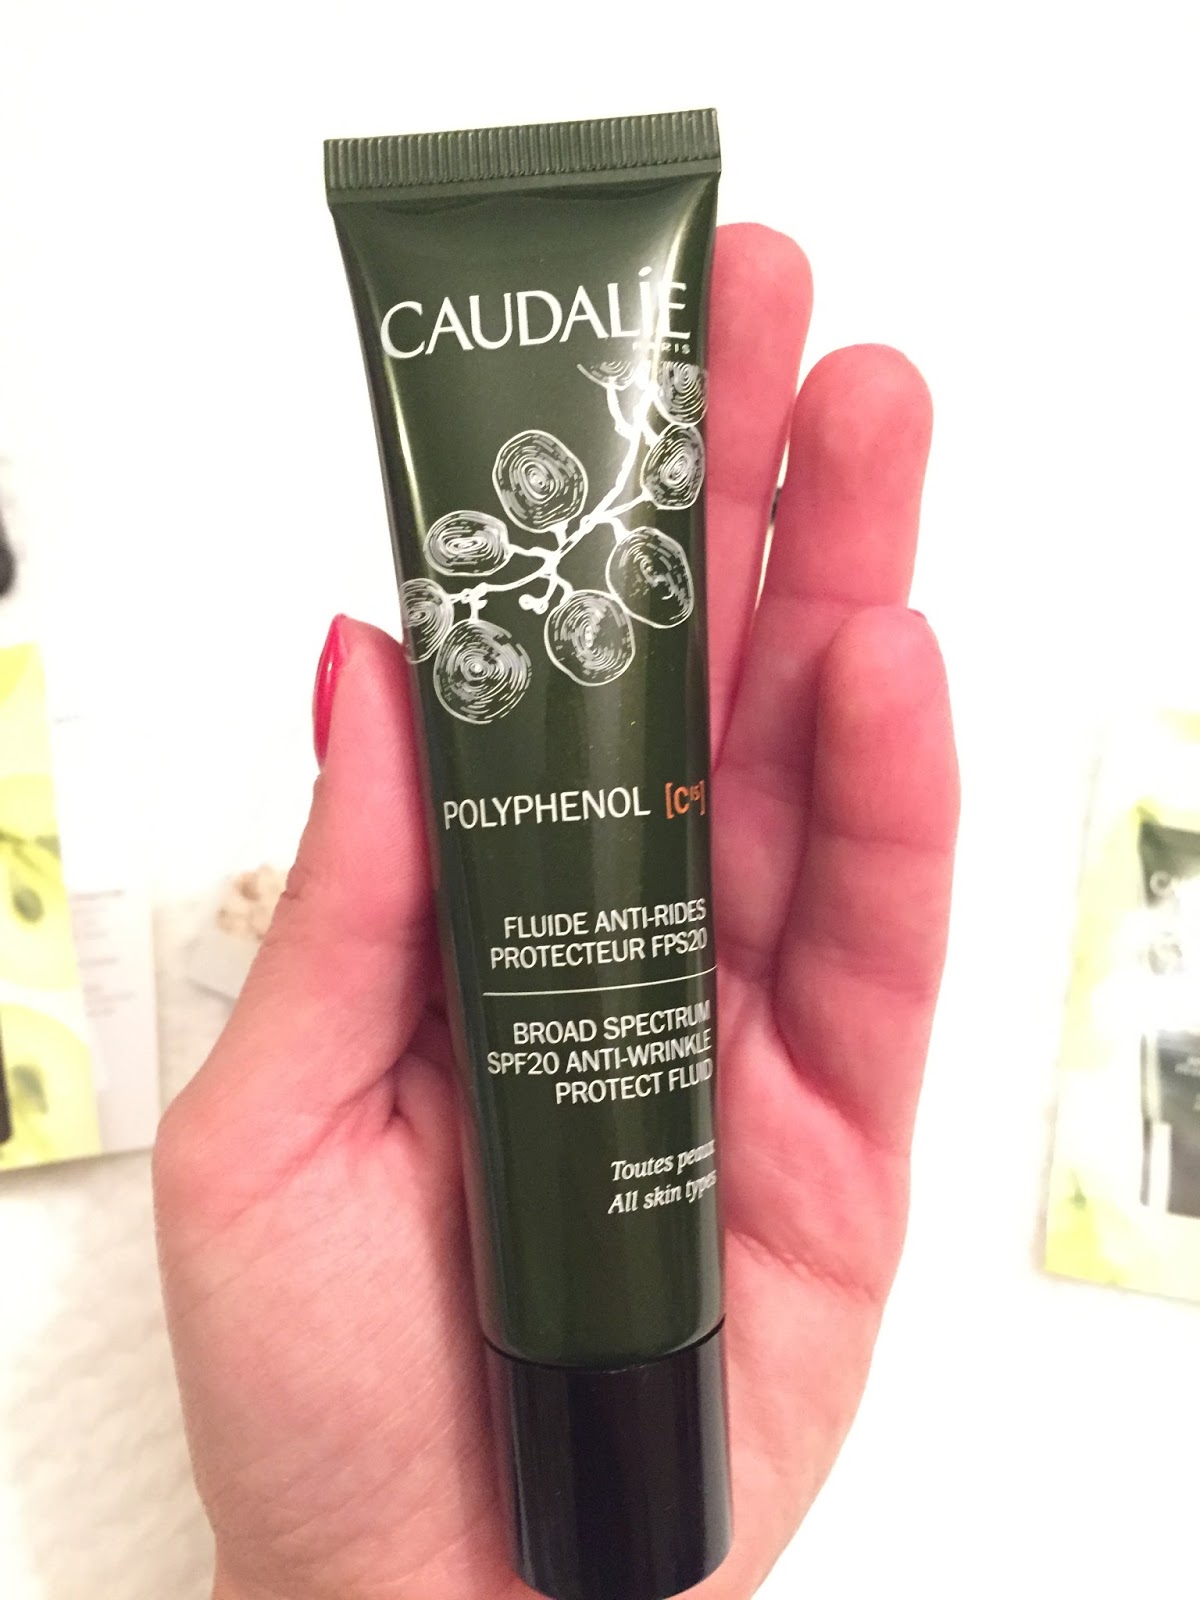 CAUDALiE
PARIS
POLYPHENOL [C15]
FLUIDE ANTI-RIDES
PROTECTEUR FPS20
BROAD SPECTRUM
SPF20 ANTI-WRINKLE
PROTECT FLUID
Toutes peaux
All skin types